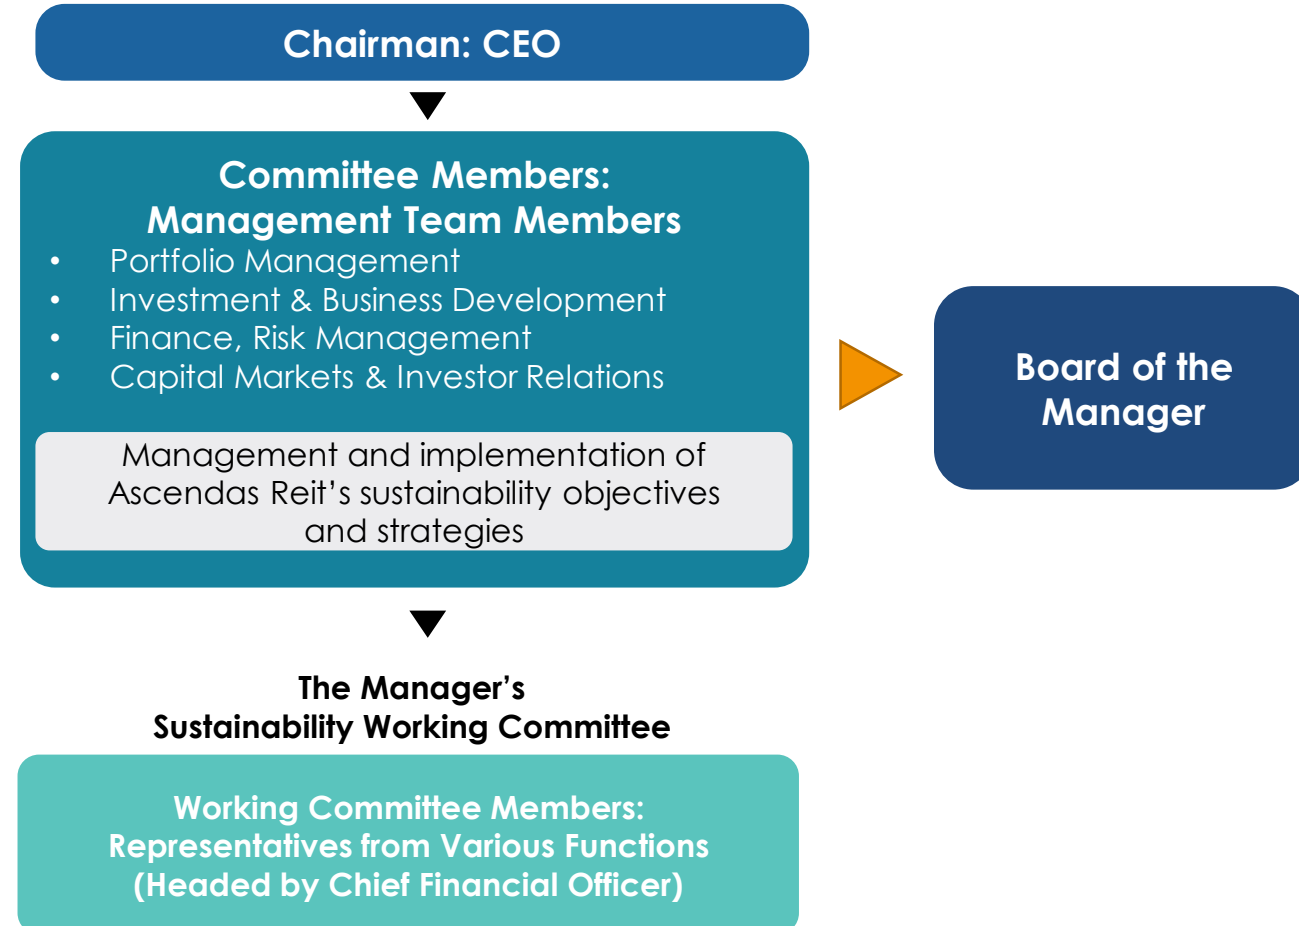 Chairman: CEO
Committee Members:
Management Team Members
• Portfolio Management
• Investment & Business Development
• Finance, Risk Management
• Capital Markets & Investor Relations
Management and implementation of
Ascendas Reit’s sustainability objectives
and strategies
Board of the
Manager
The Manager’s
Sustainability Working Committee
Working Committee Members:
Representatives from Various Functions
(Headed by Chief Financial Officer)